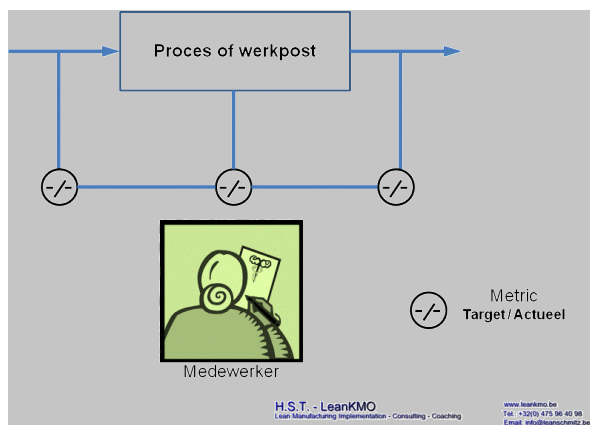 Proces of werkpost
-/-
-/-
-/-
Medewerker
-/-
Metric
Target / Actueel
H.S.T. - LeanKMO
Lean Manufacturing Implementation - Consulting - Coaching
www.leankmo.be
Tel.: +32(0) 475 96 40 98
Email: info@leanschmitz.be